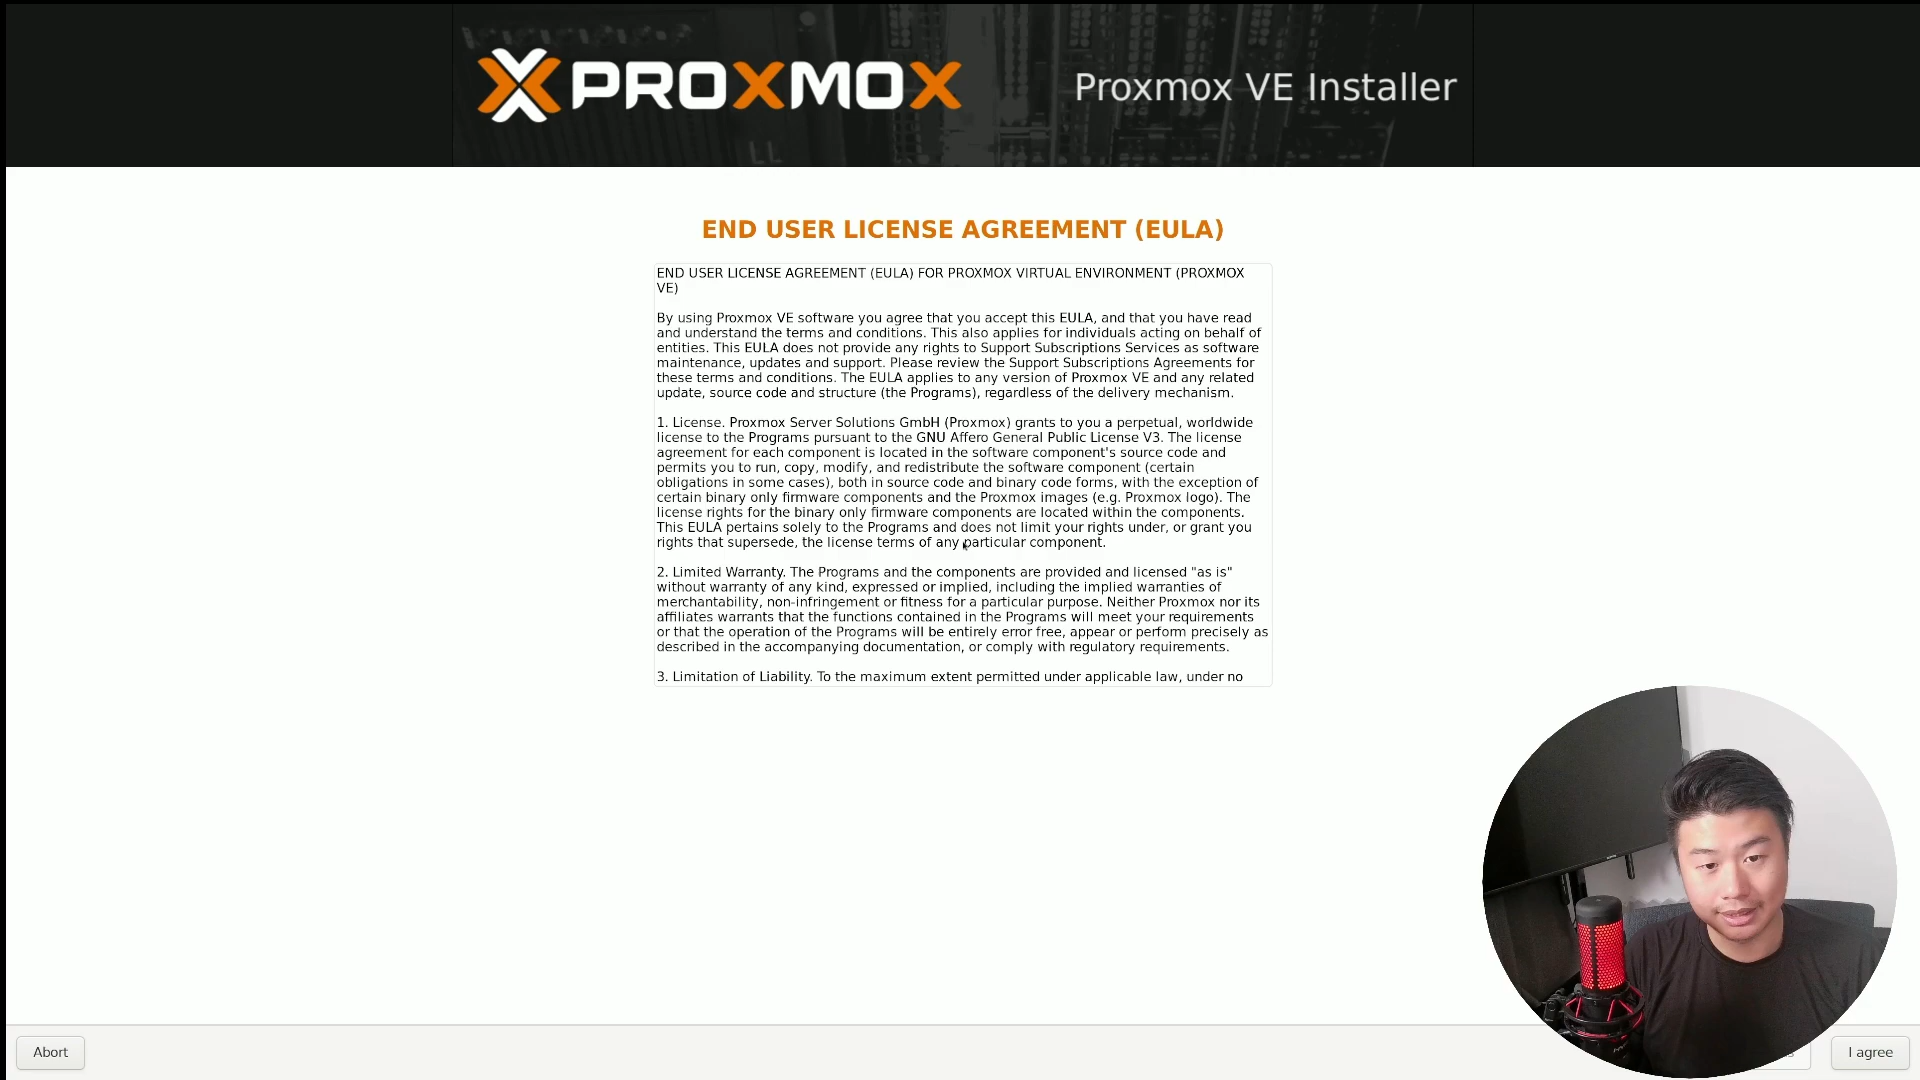 PROXMOX
Proxmox VE Installer
END USER LICENSE AGREEMENT (EULA)
END USER LICENSE AGREEMENT (EULA) FOR PROXMOX VIRTUAL ENVIRONMENT (PROXMOX
VE)
By using Proxmox VE software you agree that you accept this EULA, and that you have read
and understand the terms and conditions. This also applies for individuals acting on behalf of
entities. This EULA does not provide any rights to Support Subscriptions Services as software
maintenance, updates and support. Please review the Support Subscriptions Agreements for
these terms and conditions. The EULA applies to any version of Proxmox VE and any related
update, source code and structure (the Programs), regardless of the delivery mechanism.
1. License. Proxmox Server Solutions GmbH (Proxmox) grants to you a perpetual, worldwide
license to the Programs pursuant to the GNU Affero General Public License V3. The license
agreement for each component is located in the software component's source code and
permits you to run, copy, modify, and redistribute the software component (certain
obligations in some cases), both in source code and binary code forms, with the exception of
certain binary only firmware components and the Proxmox images (e.g. Proxmox logo). The
license rights for the binary only firmware components are located within the components.
This EULA pertains solely to the Programs and does not limit your rights under, or grant you
rights that supersede, the license terms of any particular component.
2. Limited Warranty. The Programs and the components are provided and licensed "as is"
without warranty of any kind, expressed or implied, including the implied warranties of
merchantability, non-infringement or fitness for a particular purpose. Neither Proxmox nor its
affiliates warrants that the functions contained in the Programs will meet your requirements
or that the operation of the Programs will be entirely error free, appear or perform precisely as
described in the accompanying documentation, or comply with regulatory requirements.
3. Limitation of Liability. To the maximum extent permitted under applicable law, under no
Abort
I agree